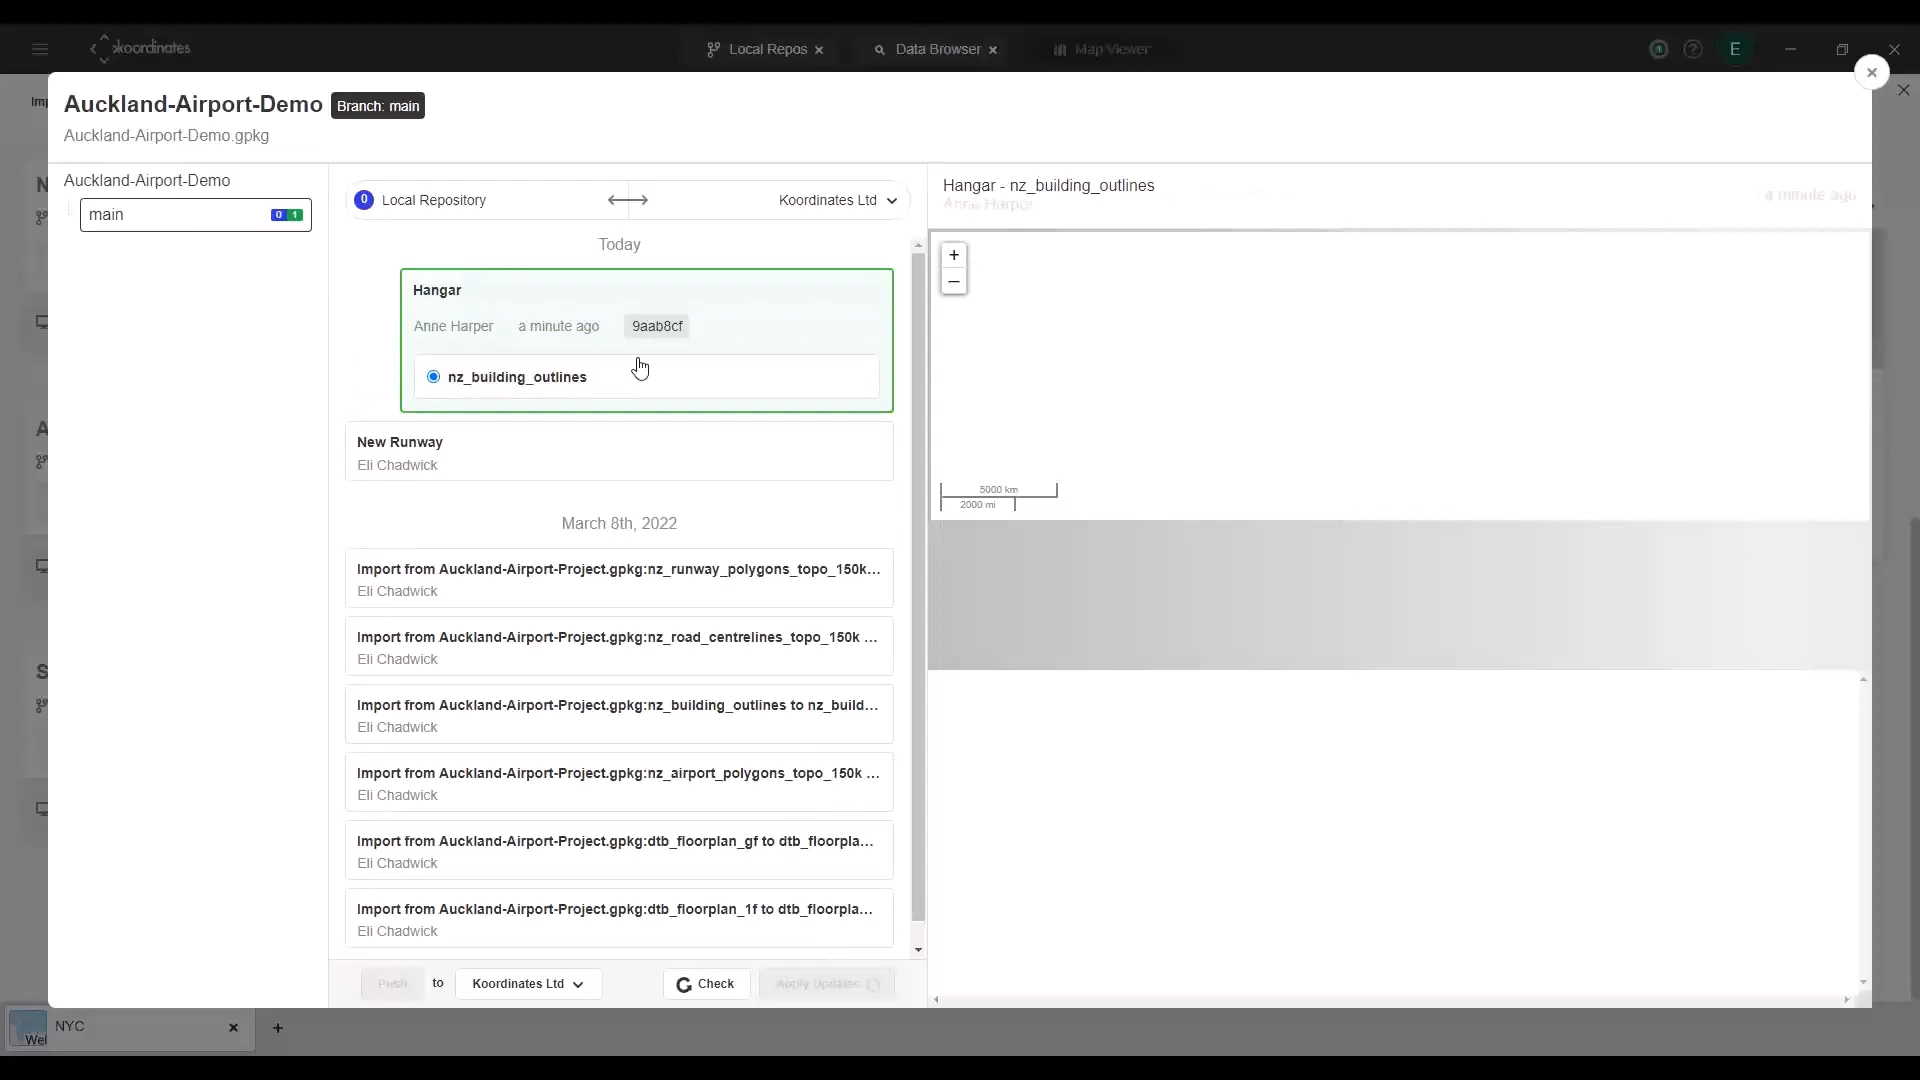 koordinates
Local Repos
Data Browser
Map Viewer
E
Auckland-Airport-Demo
Branch: main
Auckland-Airport-Demo.gpkg
Auckland-Airport-Demo
main
0 1
0 Local Repository
Koordinates Ltd
Today
Hangar
Anne Harper a minute ago 9aab8cf
nz_building_outlines
New Runway
Eli Chadwick
March 8th, 2022
Import from Auckland-Airport-Project.gpkg:nz_runway_polygons_topo_150k...
Eli Chadwick
Import from Auckland-Airport-Project.gpkg:nz_road_centrelines_topo_150k ...
Eli Chadwick
Import from Auckland-Airport-Project.gpkg:nz_building_outlines to nz_build...
Eli Chadwick
Import from Auckland-Airport-Project.gpkg:nz_airport_polygons_topo_150k ...
Eli Chadwick
Import from Auckland-Airport-Project.gpkg:dtb_floorplan_gf to dtb_floorpla...
Eli Chadwick
Import from Auckland-Airport-Project.gpkg:dtb_floorplan_1f to dtb_floorpla...
Eli Chadwick
Push to Koordinates Ltd
Check
Apply Updates
Hangar - nz_building_outlines
Anne Harper
a minute ago
+
−
5000 km
2000 mi
Wel
NYC
+